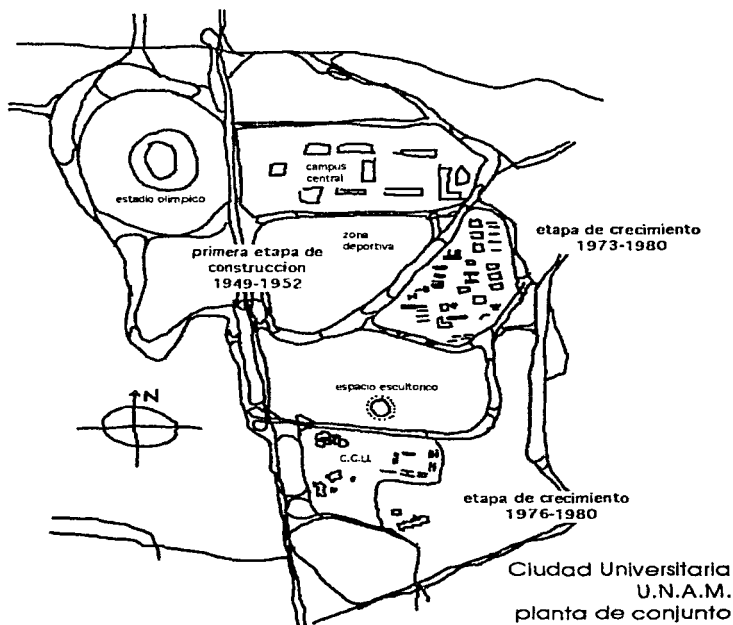 estadio olimpico
campus
central
zona
deportiva
primera etapa de
construccion
1949-1952
etapa de crecimiento
1973-1980
N
espacio escultorico
C.C.U.
etapa de crecimiento
1976-1980
Ciudad Universitaria
U.N.A.M.
planta de conjunto